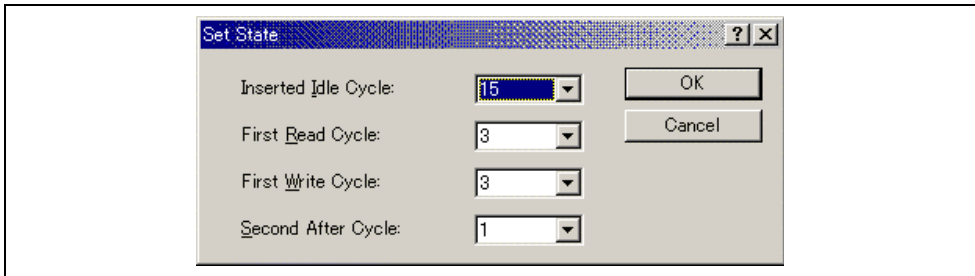 Set State
Inserted Idle Cycle: 15 OK
First Read Cycle: 3 Cancel
First Write Cycle: 3
Second After Cycle: 1